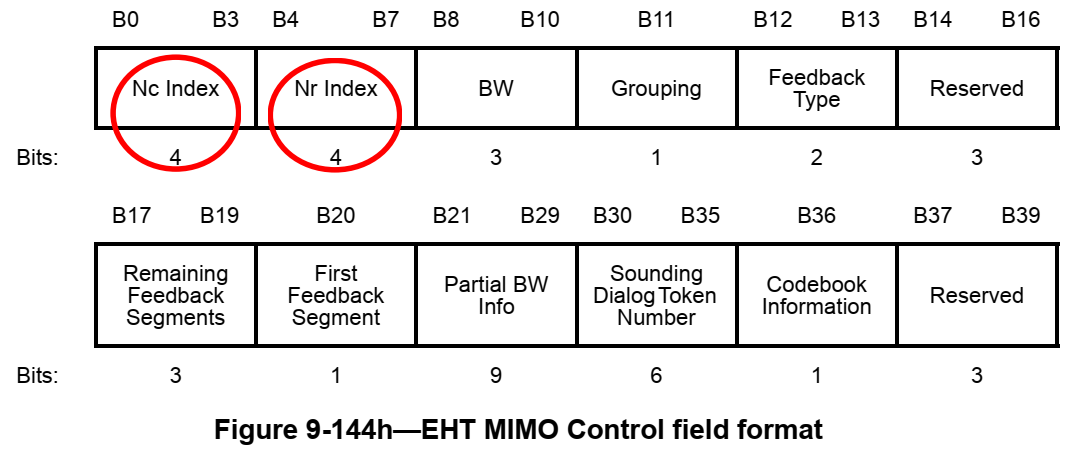 B0 B3 B4 B7 B8 B10 B11 B12 B13 B14 B16
Nc Index Nr Index BW Grouping Feedback Type Reserved
Bits: 4 4 3 1 2 3
B17 B19 B20 B21 B29 B30 B35 B36 B37 B39
Remaining Feedback Segments First Feedback Segment Partial BW Info Sounding Dialog Token Number Codebook Information Reserved
Bits: 3 1 9 6 1 3
Figure 9-144h—EHT MIMO Control field format